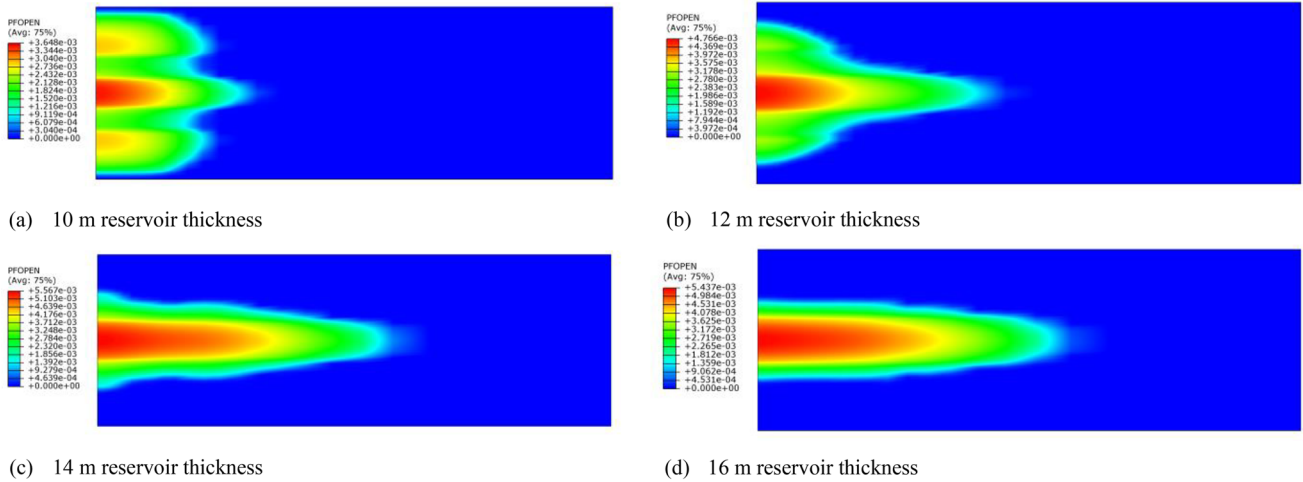 PFOPEN
(Avg: 75%)
+3.648e-03
+3.344e-03
+3.040e-03
+2.736e-03
+2.432e-03
+2.128e-03
+1.824e-03
+1.520e-03
+1.216e-03
+9.119e-04
+6.079e-04
+3.040e-04
+0.000e+00
(a) 10 m reservoir thickness
PFOPEN
(Avg: 75%)
+4.766e-03
+4.369e-03
+3.972e-03
+3.575e-03
+3.178e-03
+2.780e-03
+2.383e-03
+1.986e-03
+1.589e-03
+1.192e-03
+7.944e-04
+3.972e-04
+0.000e+00
(b) 12 m reservoir thickness
PFOPEN
(Avg: 75%)
+5.567e-03
+5.103e-03
+4.639e-03
+4.176e-03
+3.712e-03
+3.248e-03
+2.784e-03
+2.320e-03
+1.856e-03
+1.392e-03
+9.279e-04
+4.639e-04
+0.000e+00
(c) 14 m reservoir thickness
PFOPEN
(Avg: 75%)
+5.437e-03
+4.984e-03
+4.531e-03
+4.078e-03
+3.625e-03
+3.172e-03
+2.719e-03
+2.265e-03
+1.812e-03
+1.359e-03
+9.062e-04
+4.531e-04
+0.000e+00
(d) 16 m reservoir thickness